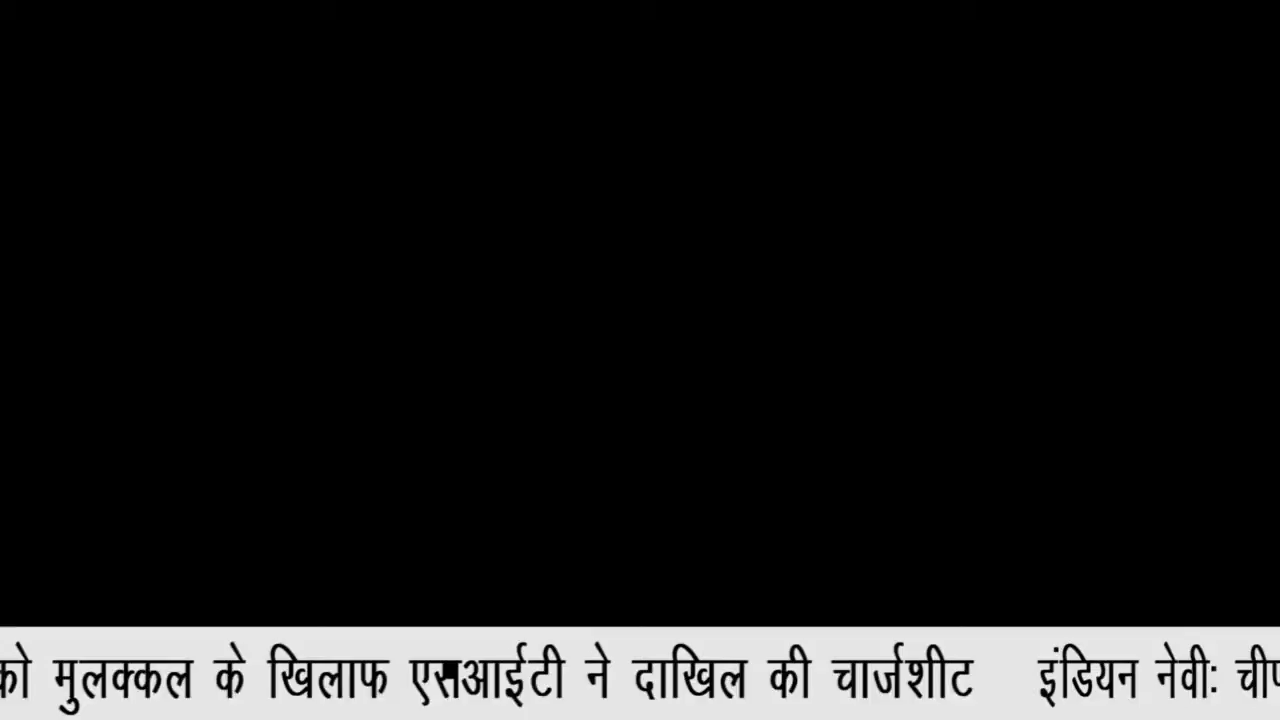 को मुलक्कल के खिलाफ एसआईटी ने दाखिल की चार्जशीट इंडियन नेवी: चीफ